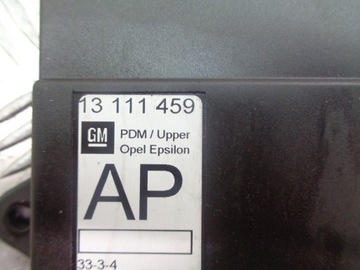 13 111 459
GM PDM / Upper
Opel Epsilon
AP
33-3-4